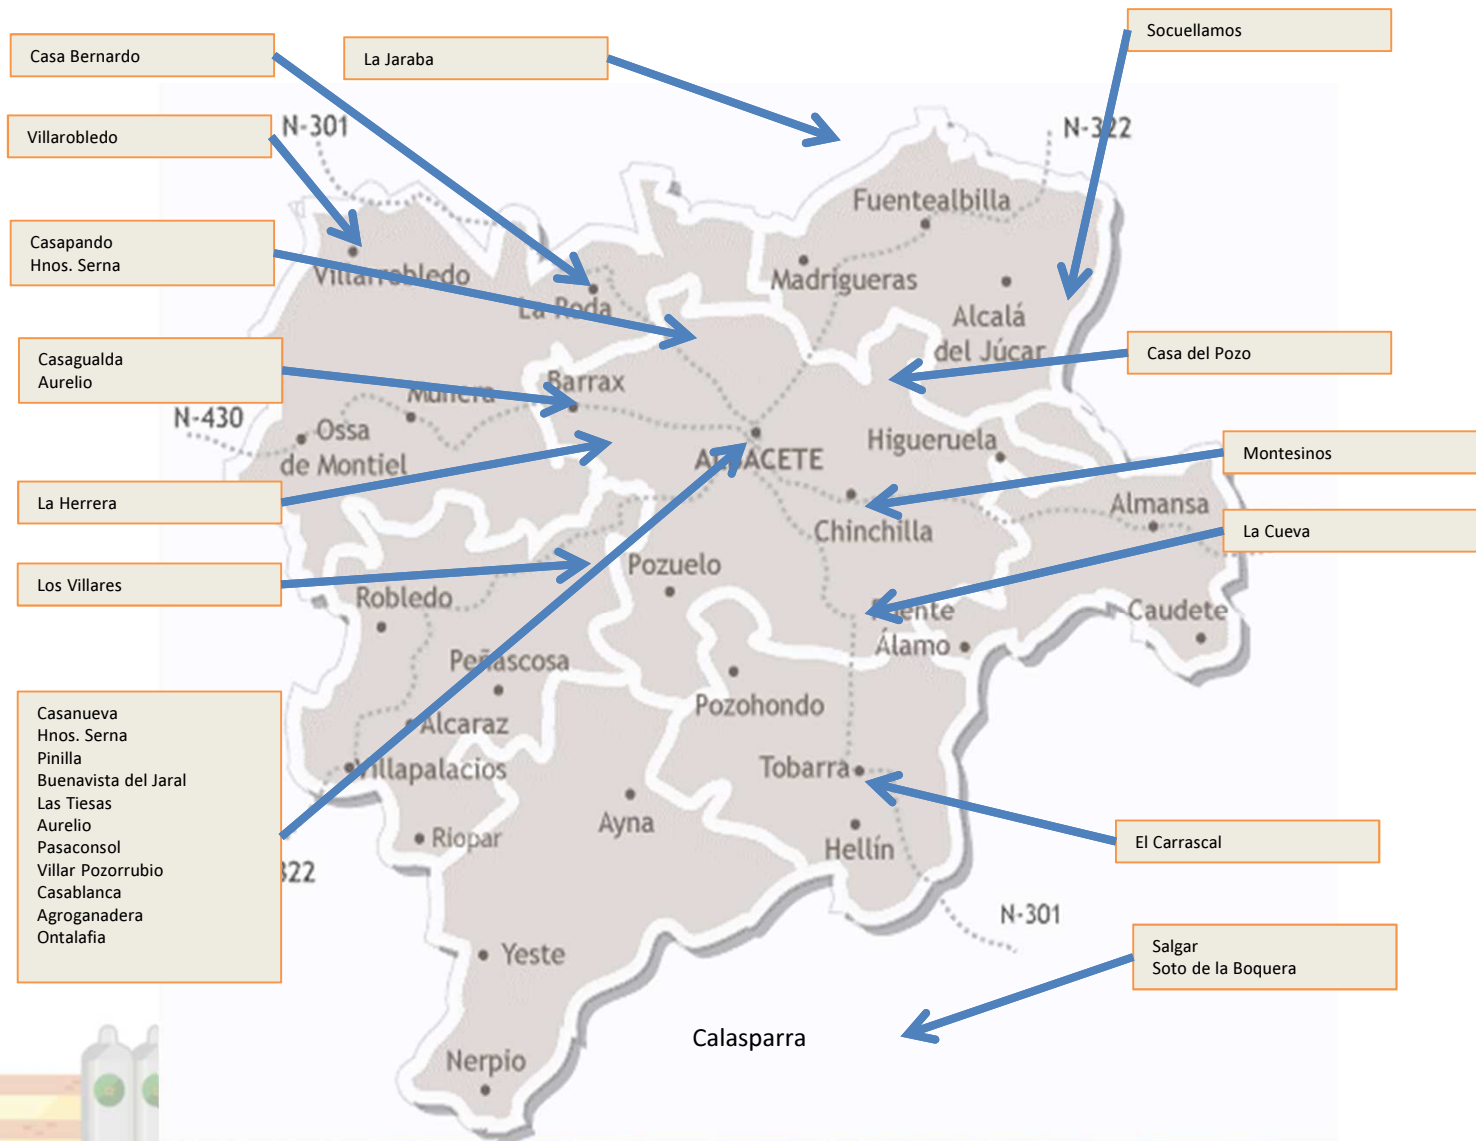 Socuellamos
Casa Bernardo
La Jaraba
N-301
N-322
Villarobledo
Fuentealbilla
Casapando
Hnos. Serna
Villarrobledo
Madrigueras
La Roda
Alcalá
del Júcar
Casa del Pozo
Casagualda
Aurelio
Munera
Barrax
N-430
Ossa
de Montiel
ALBACETE
Higueruela
Montesinos
La Herrera
Chinchilla
Almansa
La Cueva
Los Villares
Robledo
Pozuelo
Fuente
Álamo
Caudete
Peñascosa
Pozohondo
Alcaraz
Villapalacios
Tobarra
Casanueva
Hnos. Serna
Pinilla
Buenavista del Jaral
Las Tiesas
Aurelio
Pasaconsol
Villar Pozorrubio
Casablanca
Agroganadera
Ontalafia
Riopar
Ayna
Hellín
El Carrascal
322
N-301
Yeste
Salgar
Soto de la Boquera
Calasparra
Nerpio